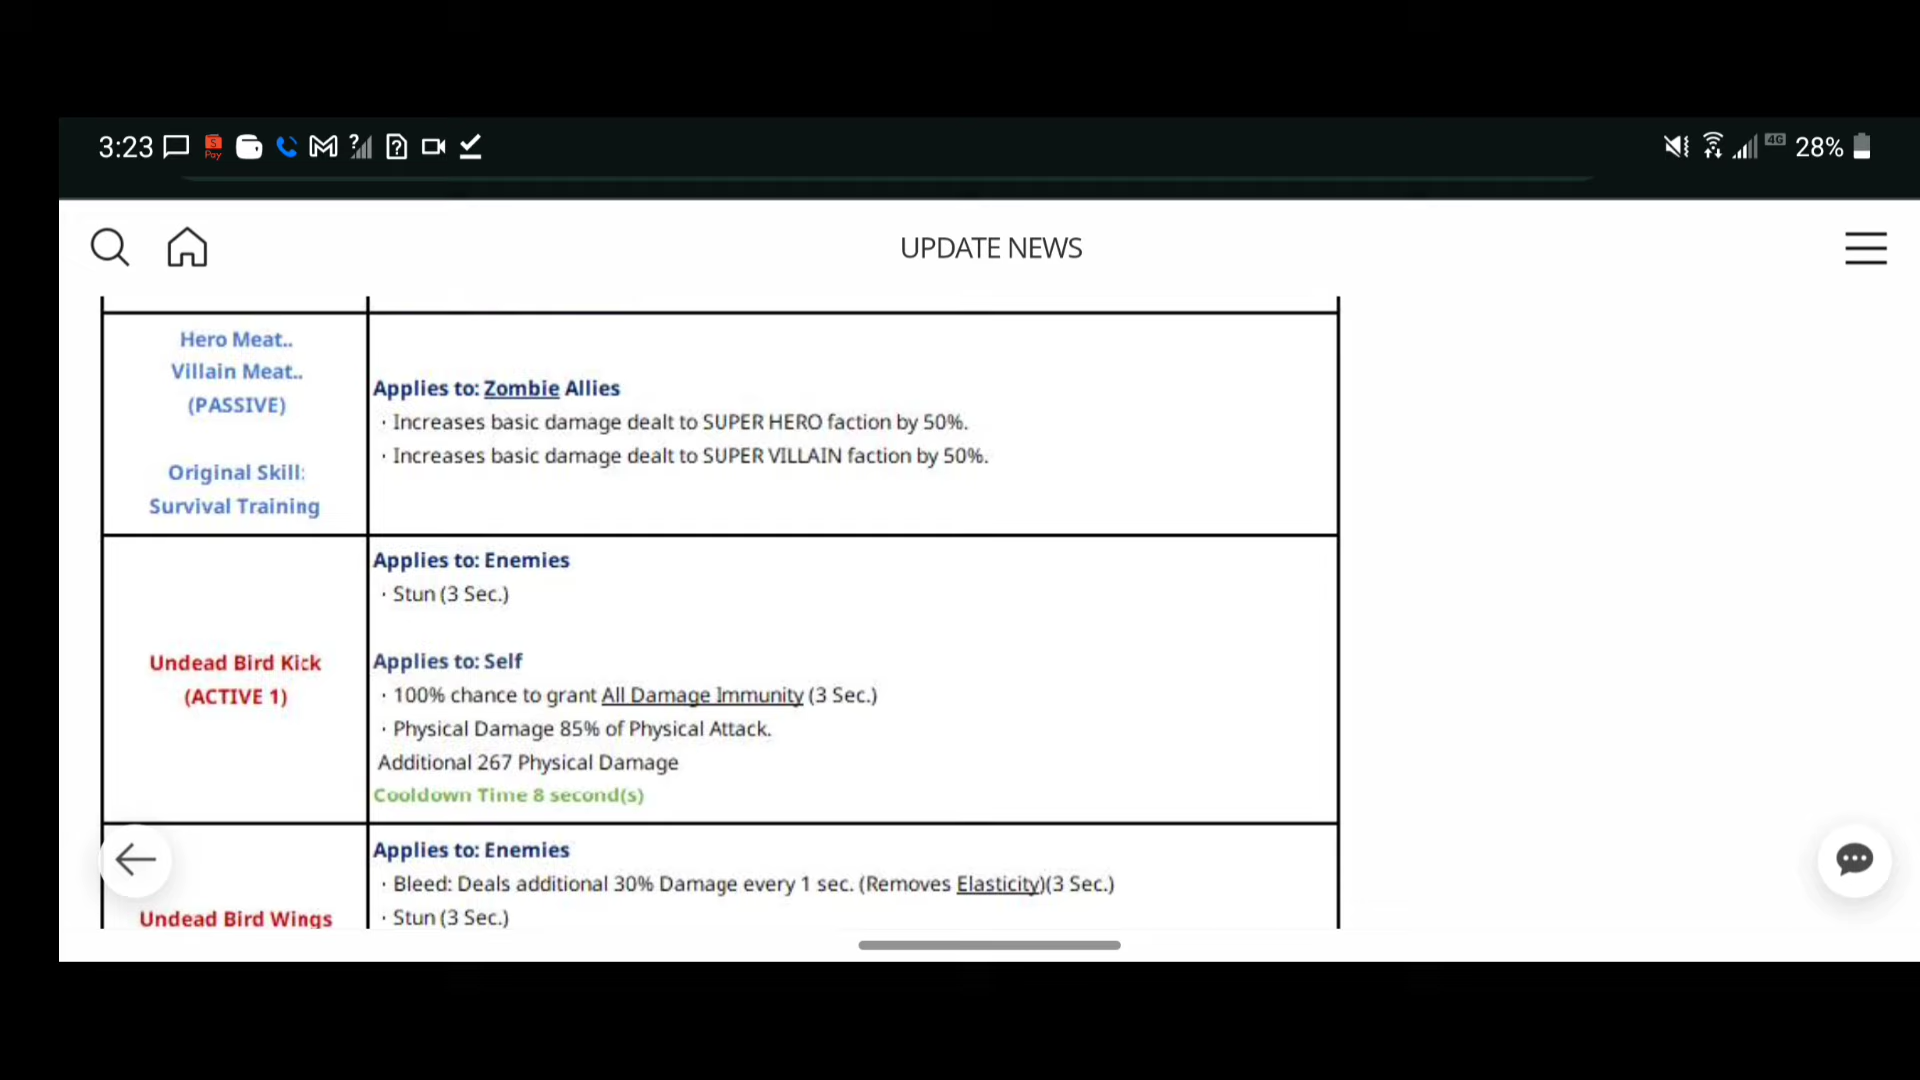 3:23
S Pay
4G
28%
UPDATE NEWS
Hero Meat..
Villain Meat..
(PASSIVE)
Original Skill:
Survival Training
Applies to: Zombie Allies
· Increases basic damage dealt to SUPER HERO faction by 50%.
· Increases basic damage dealt to SUPER VILLAIN faction by 50%.
Undead Bird Kick
(ACTIVE 1)
Applies to: Enemies
· Stun (3 Sec.)
Applies to: Self
· 100% chance to grant All Damage Immunity (3 Sec.)
· Physical Damage 85% of Physical Attack.
Additional 267 Physical Damage
Cooldown Time 8 second(s)
Undead Bird Wings
Applies to: Enemies
· Bleed: Deals additional 30% Damage every 1 sec. (Removes Elasticity)(3 Sec.)
· Stun (3 Sec.)